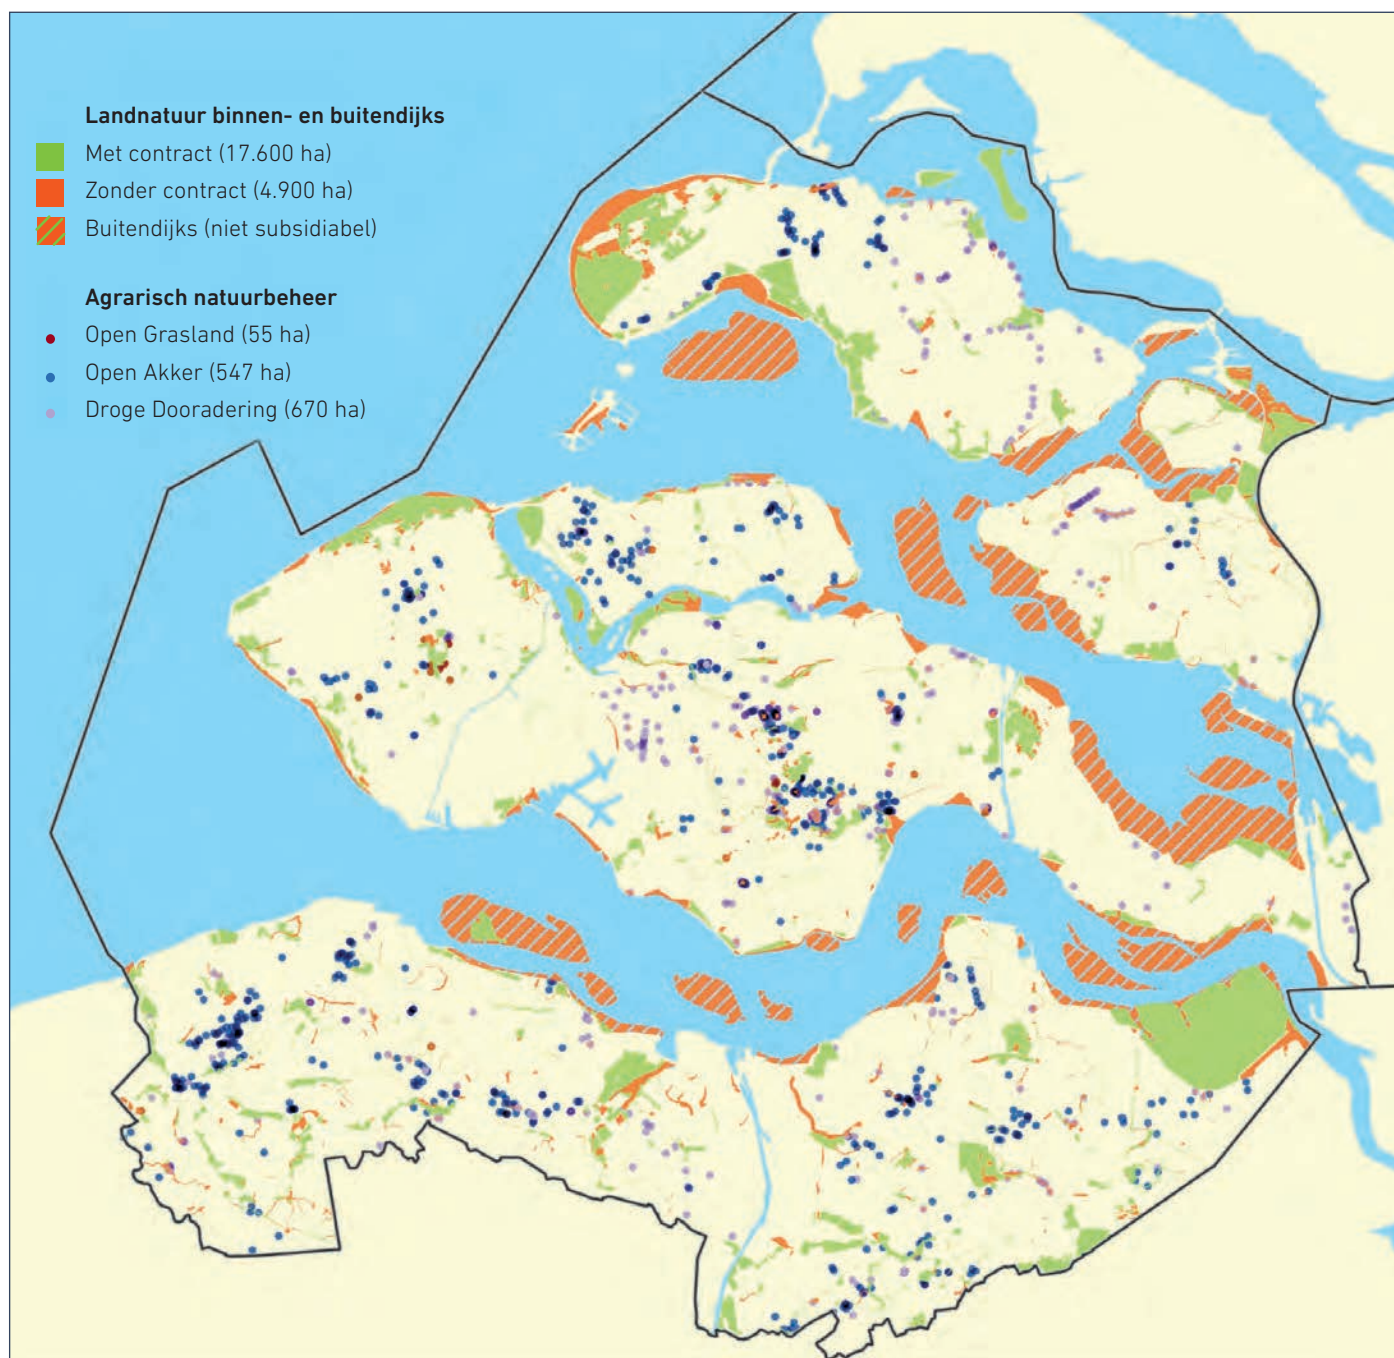 Landnatuur binnen- en buitendijks
Met contract (17.600 ha)
Zonder contract (4.900 ha)
Buitendijks (niet subsidiabel)
Agrarisch natuurbeheer
Open Grasland (55 ha)
Open Akker (547 ha)
Droge Dooradering (670 ha)